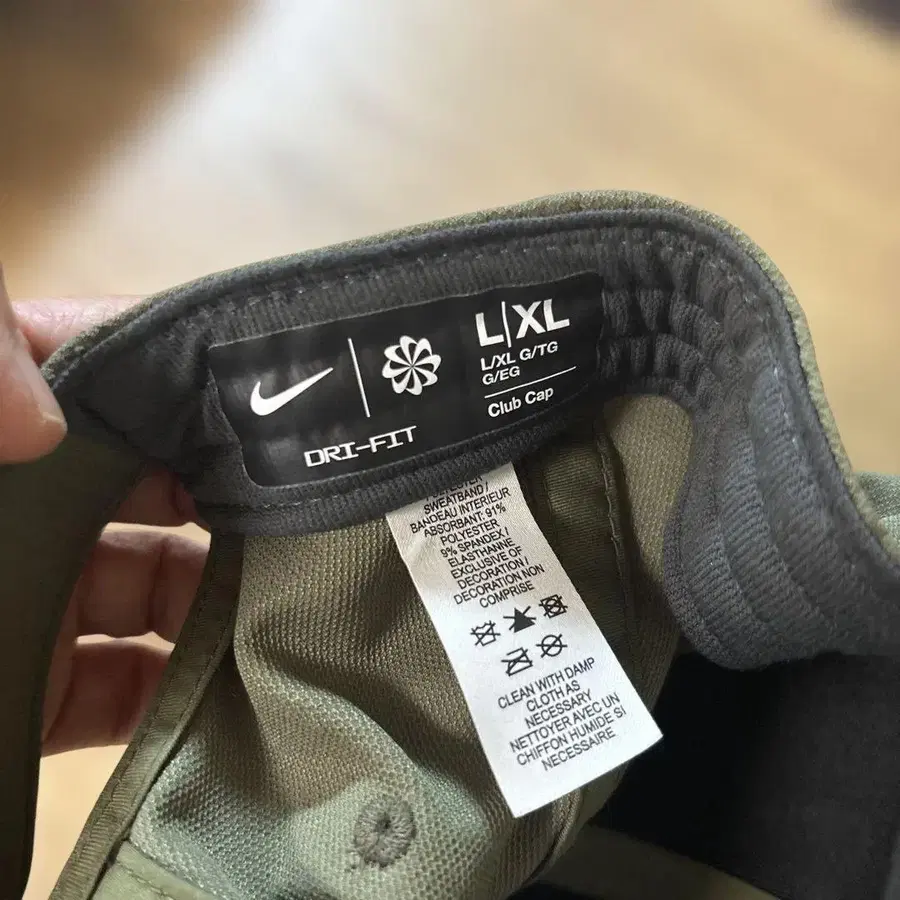 L|XL
L/XL G/TG
G/EG
Club Cap
DRI-FIT
POLYESTER
SWEATBAND /
BANDEAU INTERIEUR
ABSORBANT: 91%
POLYESTER
9% SPANDEX /
ELASTHANNE
EXCLUSIVE OF
DECORATION /
DECORATION NON
COMPRISE
CLEAN WITH DAMP
CLOTH AS
NECESSARY
NETTOYER AVEC UN
CHIFFON HUMIDE SI
NECESSAIRE.